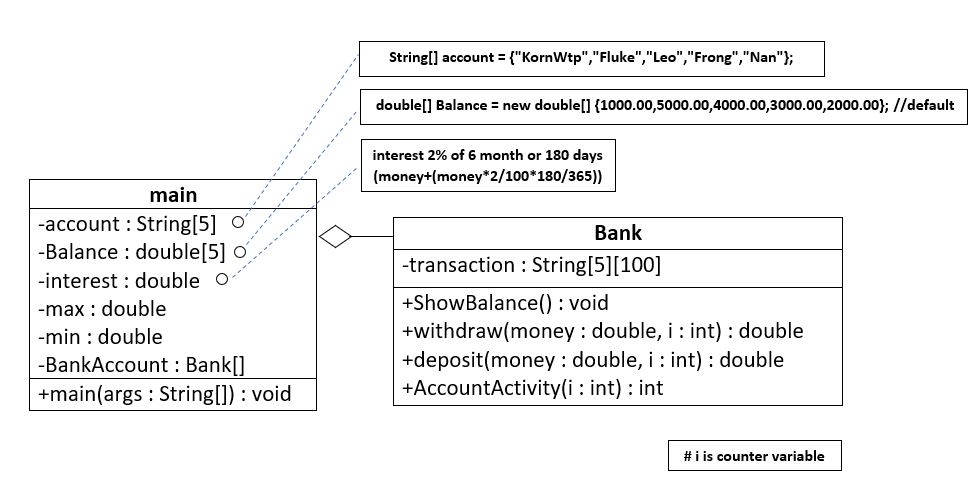 String[] account = {"KornWtp","Fluke","Leo","Frong","Nan"};
double[] Balance = new double[] {1000.00,5000.00,4000.00,3000.00,2000.00}; //default
interest 2% of 6 month or 180 days
(money+(money*2/100*180/365))
main
-account : String[5]
-Balance : double[5]
-interest : double
-max : double
-min : double
-BankAccount : Bank[]
+main(args : String[]) : void
Bank
-transaction : String[5][100]
+ShowBalance() : void
+withdraw(money : double, i : int) : double
+deposit(money : double, i : int) : double
+AccountActivity(i : int) : int
# i is counter variable